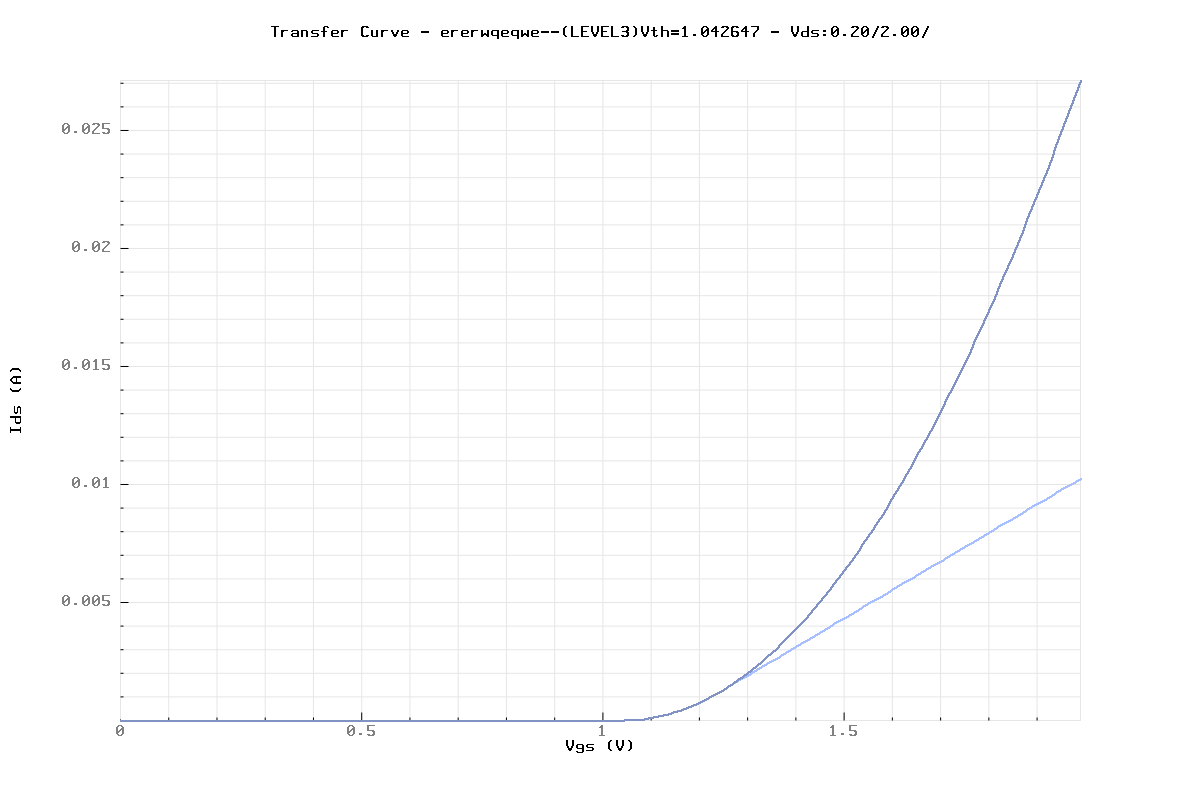 Transfer Curve - ererwqeqwe--(LEVEL3)Vth=1.042647 - Vds:0.20/2.00/
0.025
0.02
0.015
Ids (A)
0.01
0.005
0 0.5 1 1.5
Vgs (V)